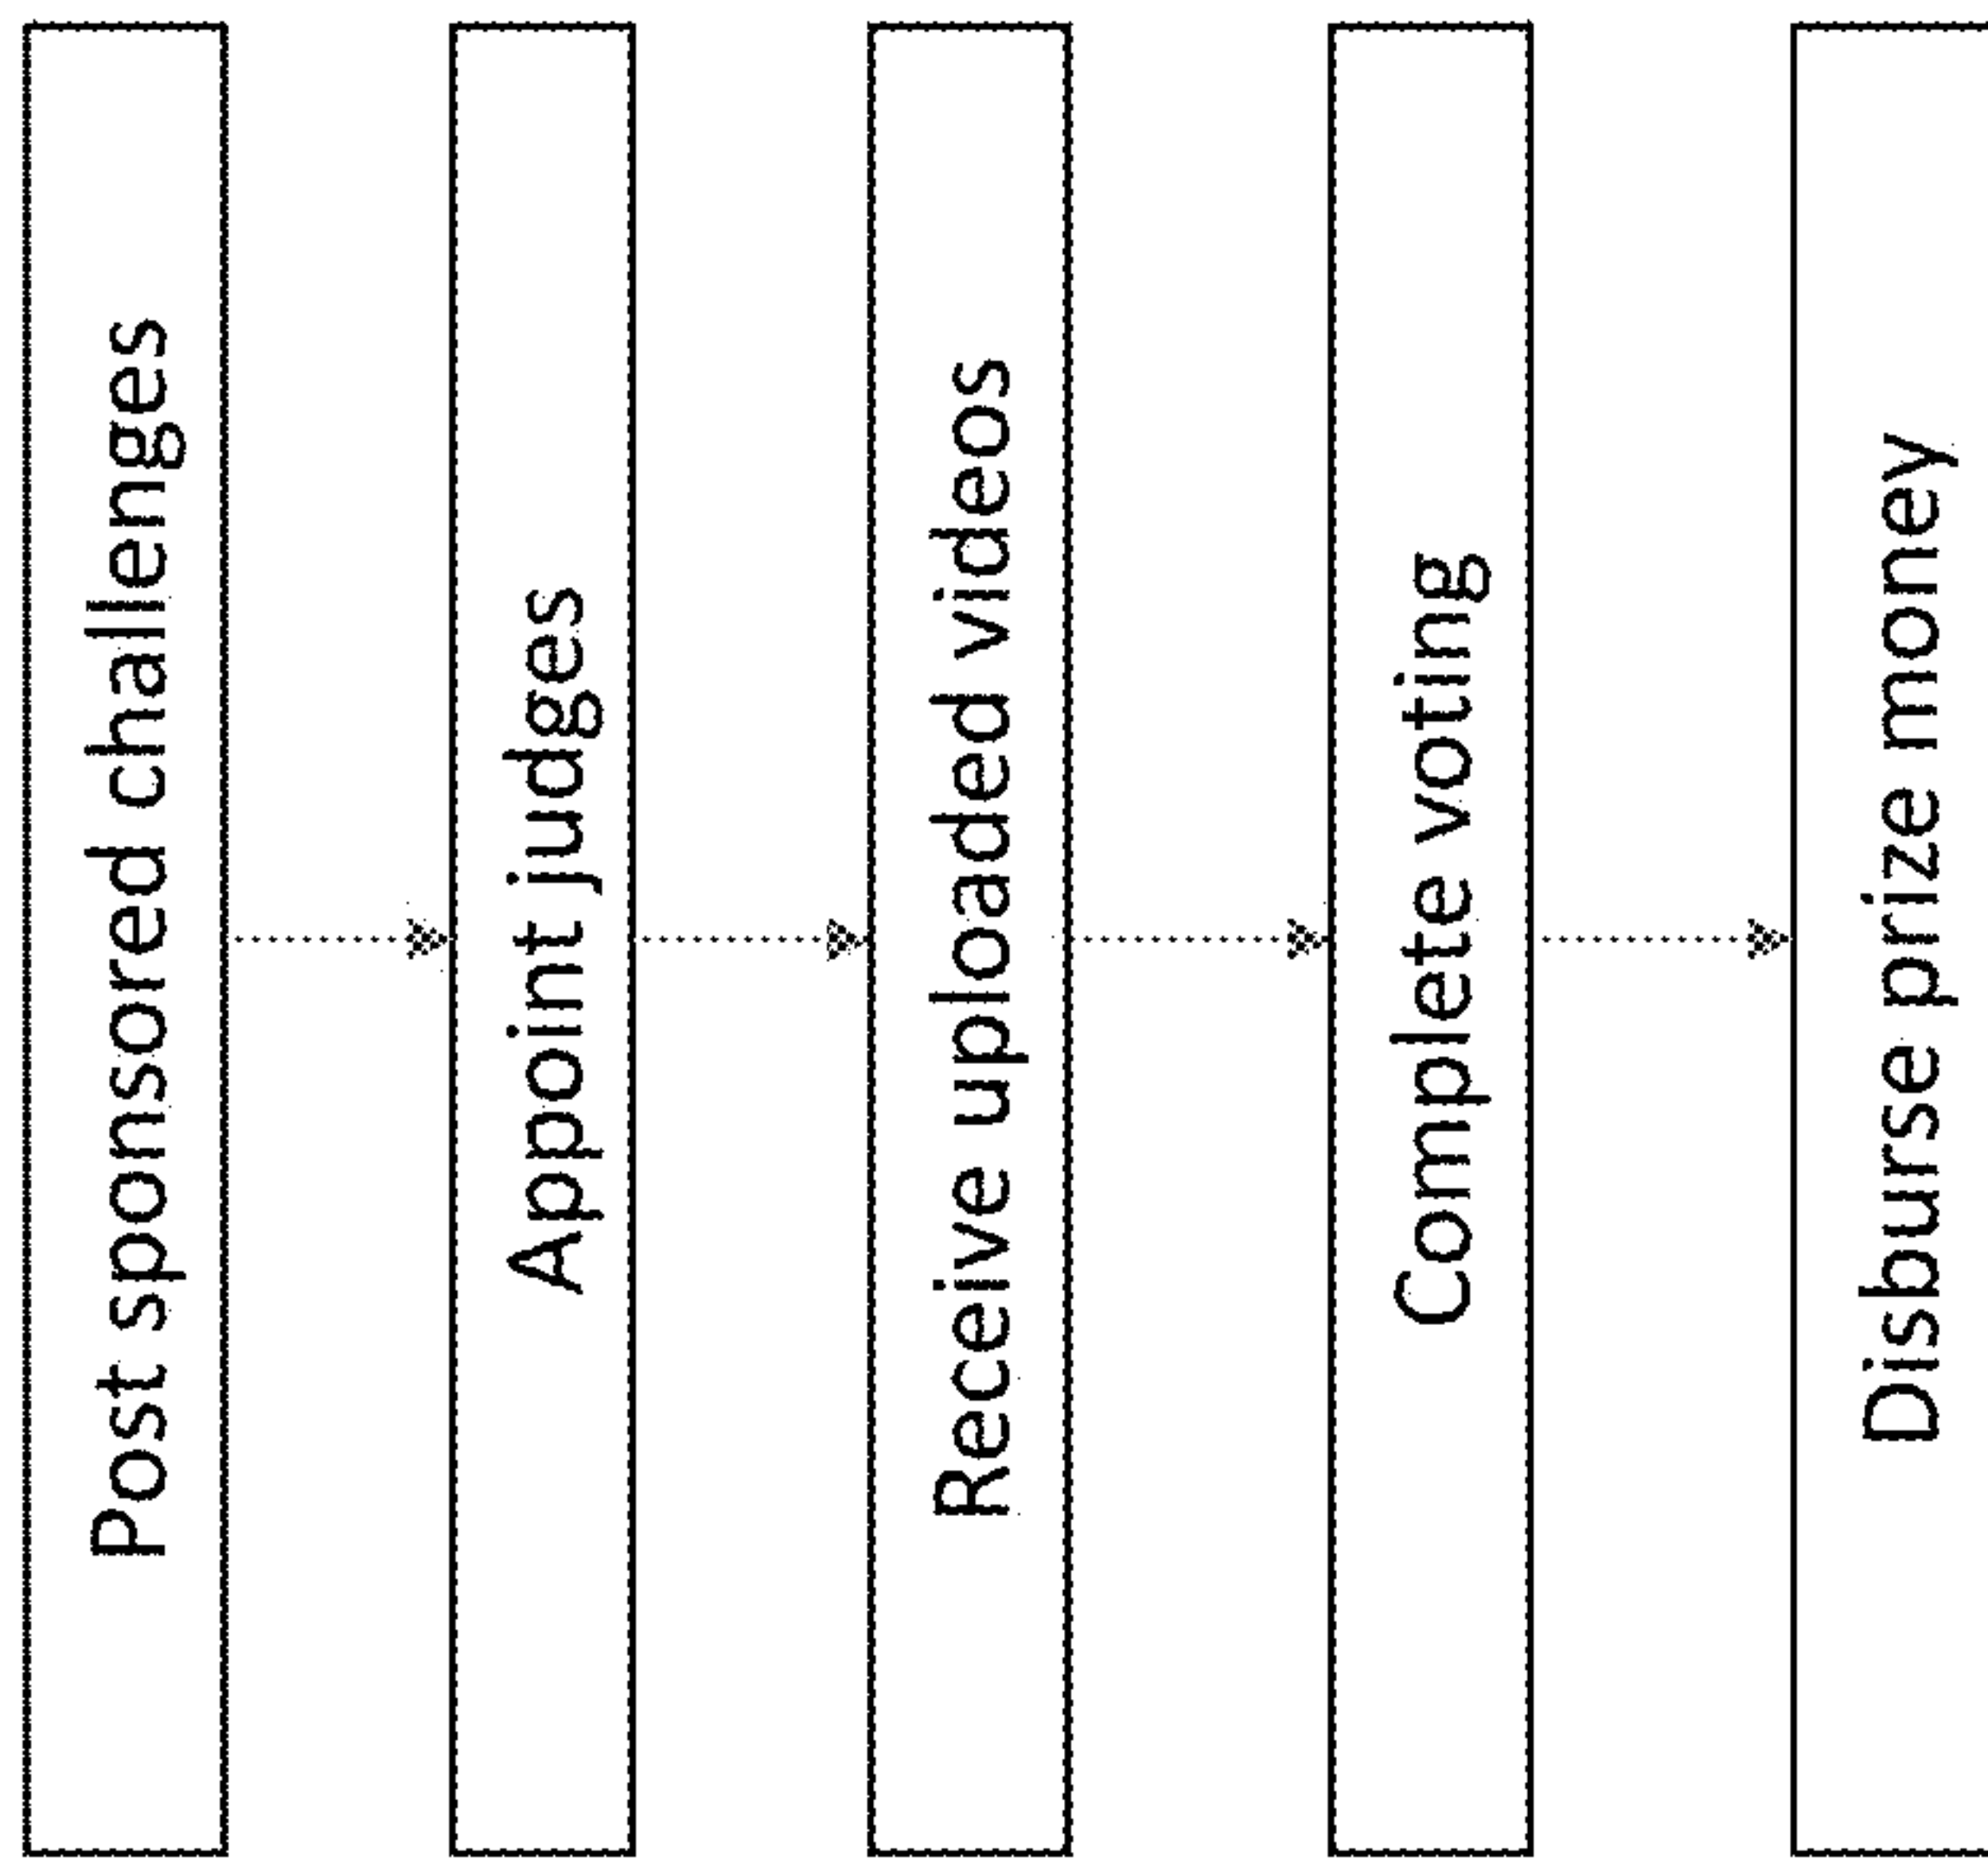 Post sponsored challenges
Appoint judges
Receive uploaded videos
Complete voting
Disburse prize money